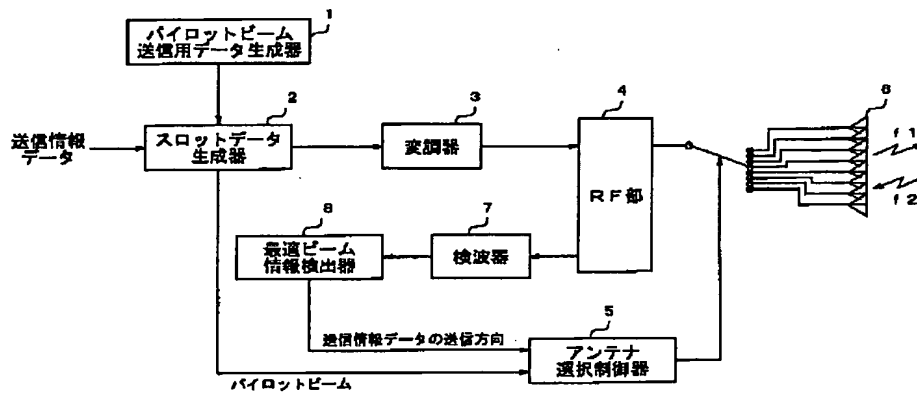 1
パイロットビーム
送信用データ生成器
2
3
4
6
送信情報
データ
スロットデータ
生成器
変調器
RF部
f1
f2
8
7
最適ビーム
情報検出器
検波器
5
送信情報データの送信方向
アンテナ
選択制御器
パイロットビーム